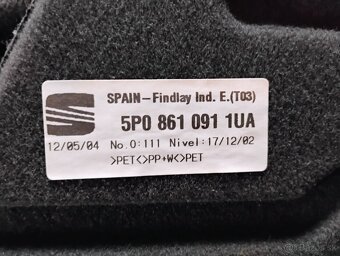 SPAIN-Findlay Ind. E.(T03)
5P0 861 091 1UA
12/05/04 No.O:111 Nivel:17/12/02
>PET<>PP+W<>PET